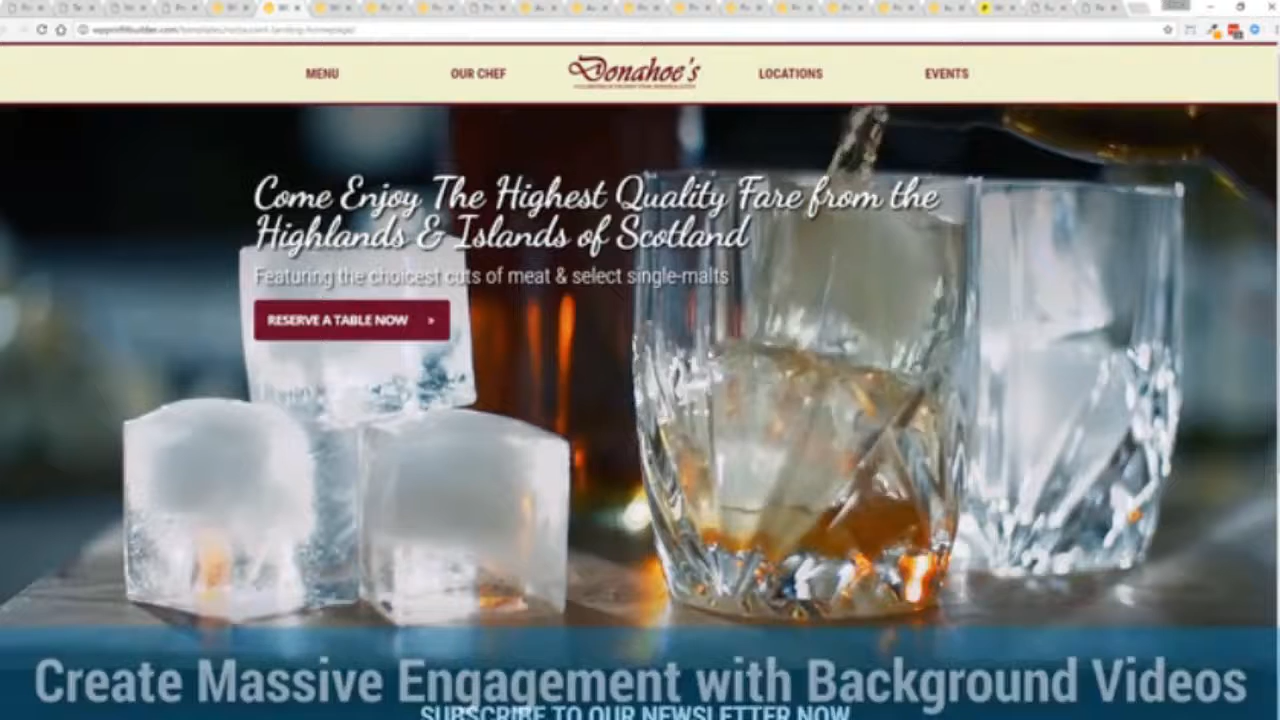 MENU
OUR CHEF
Donahoe's
LOCATIONS
EVENTS
Come Enjoy The Highest Quality Fare from the
Highlands & Islands of Scotland
Featuring the choicest cuts of meat & select single-malts
RESERVE A TABLE NOW >
Create Massive Engagement with Background Videos
SUBSCRIBE TO OUR NEWSLETTER NOW